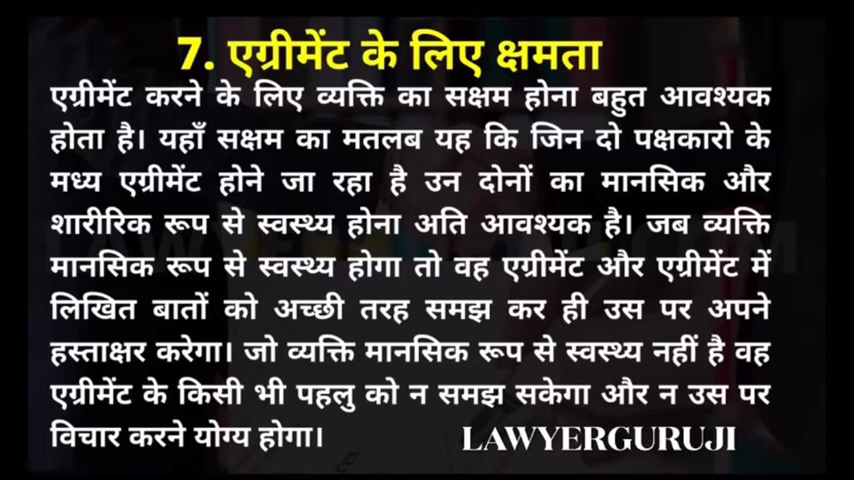 7. एग्रीमेंट के लिए क्षमता
एग्रीमेंट करने के लिए व्यक्ति का सक्षम होना बहुत आवश्यक
होता है। यहाँ सक्षम का मतलब यह कि जिन दो पक्षकारो के
मध्य एग्रीमेंट होने जा रहा है उन दोनों का मानसिक और
शारीरिक रूप से स्वस्थ्य होना अति आवश्यक है। जब व्यक्ति
मानसिक रूप से स्वस्थ्य होगा तो वह एग्रीमेंट और एग्रीमेंट में
लिखित बातों को अच्छी तरह समझ कर ही उस पर अपने
हस्ताक्षर करेगा। जो व्यक्ति मानसिक रूप से स्वस्थ्य नहीं है वह
एग्रीमेंट के किसी भी पहलु को न समझ सकेगा और न उस पर
विचार करने योग्य होगा।
LAWYERGURUJI